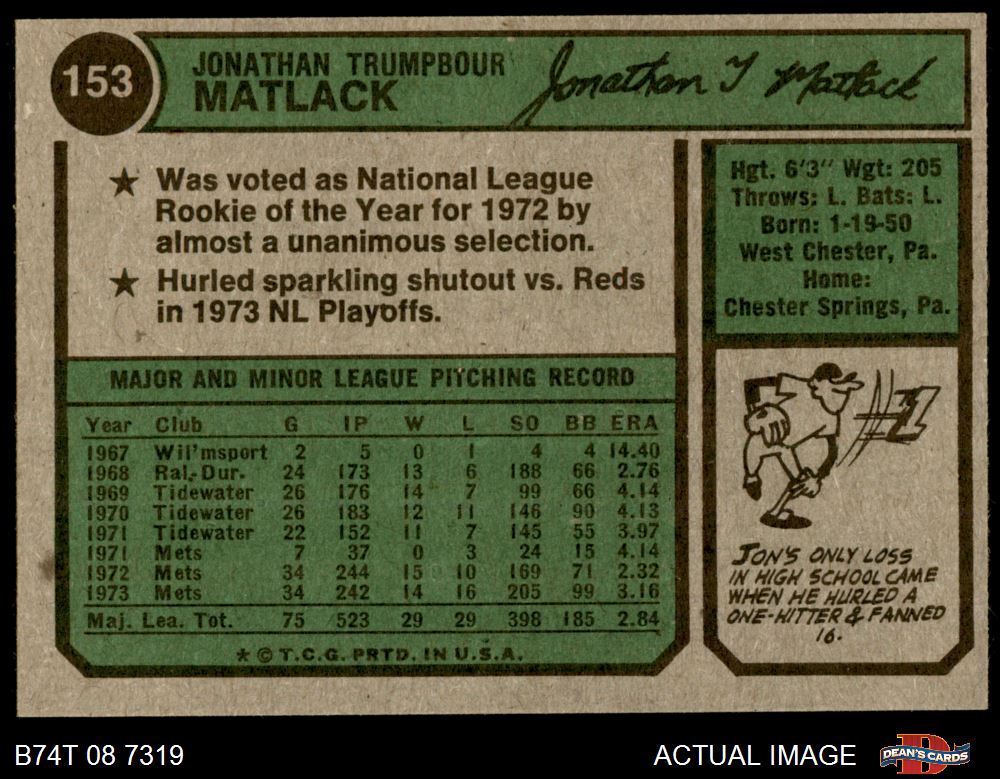 153
JONATHAN TRUMPBOUR
MATLACK
Jonathan T Matlack
★ Was voted as National League
Rookie of the Year for 1972 by
almost a unanimous selection.
★ Hurled sparkling shutout vs. Reds
in 1973 NL Playoffs.
Hgt. 6'3" Wgt: 205
Throws: L. Bats: L.
Born: 1-19-50
West Chester, Pa.
Home:
Chester Springs, Pa.
MAJOR AND MINOR LEAGUE PITCHING RECORD
Year Club G IP W L SO BB ERA
1967 Wil'msport 2 5 0 1 4 4 14.40
1968 Ral.-Dur. 24 173 13 6 188 66 2.76
1969 Tidewater 26 176 14 7 99 66 4.14
1970 Tidewater 26 183 12 11 146 90 4.13
1971 Tidewater 22 152 11 7 145 55 3.97
1971 Mets 7 37 0 3 24 15 4.14
1972 Mets 34 244 15 10 169 71 2.32
1973 Mets 34 242 14 16 205 99 3.16
Maj. Lea. Tot. 75 523 29 29 398 185 2.84
★ © T.C.G. PRTD. IN U.S.A.
#1
JON'S ONLY LOSS
IN HIGH SCHOOL CAME
WHEN HE HURLED A
ONE-HITTER & FANNED
16.
B74T 08 7319
ACTUAL IMAGE
DEAN'S CARDS